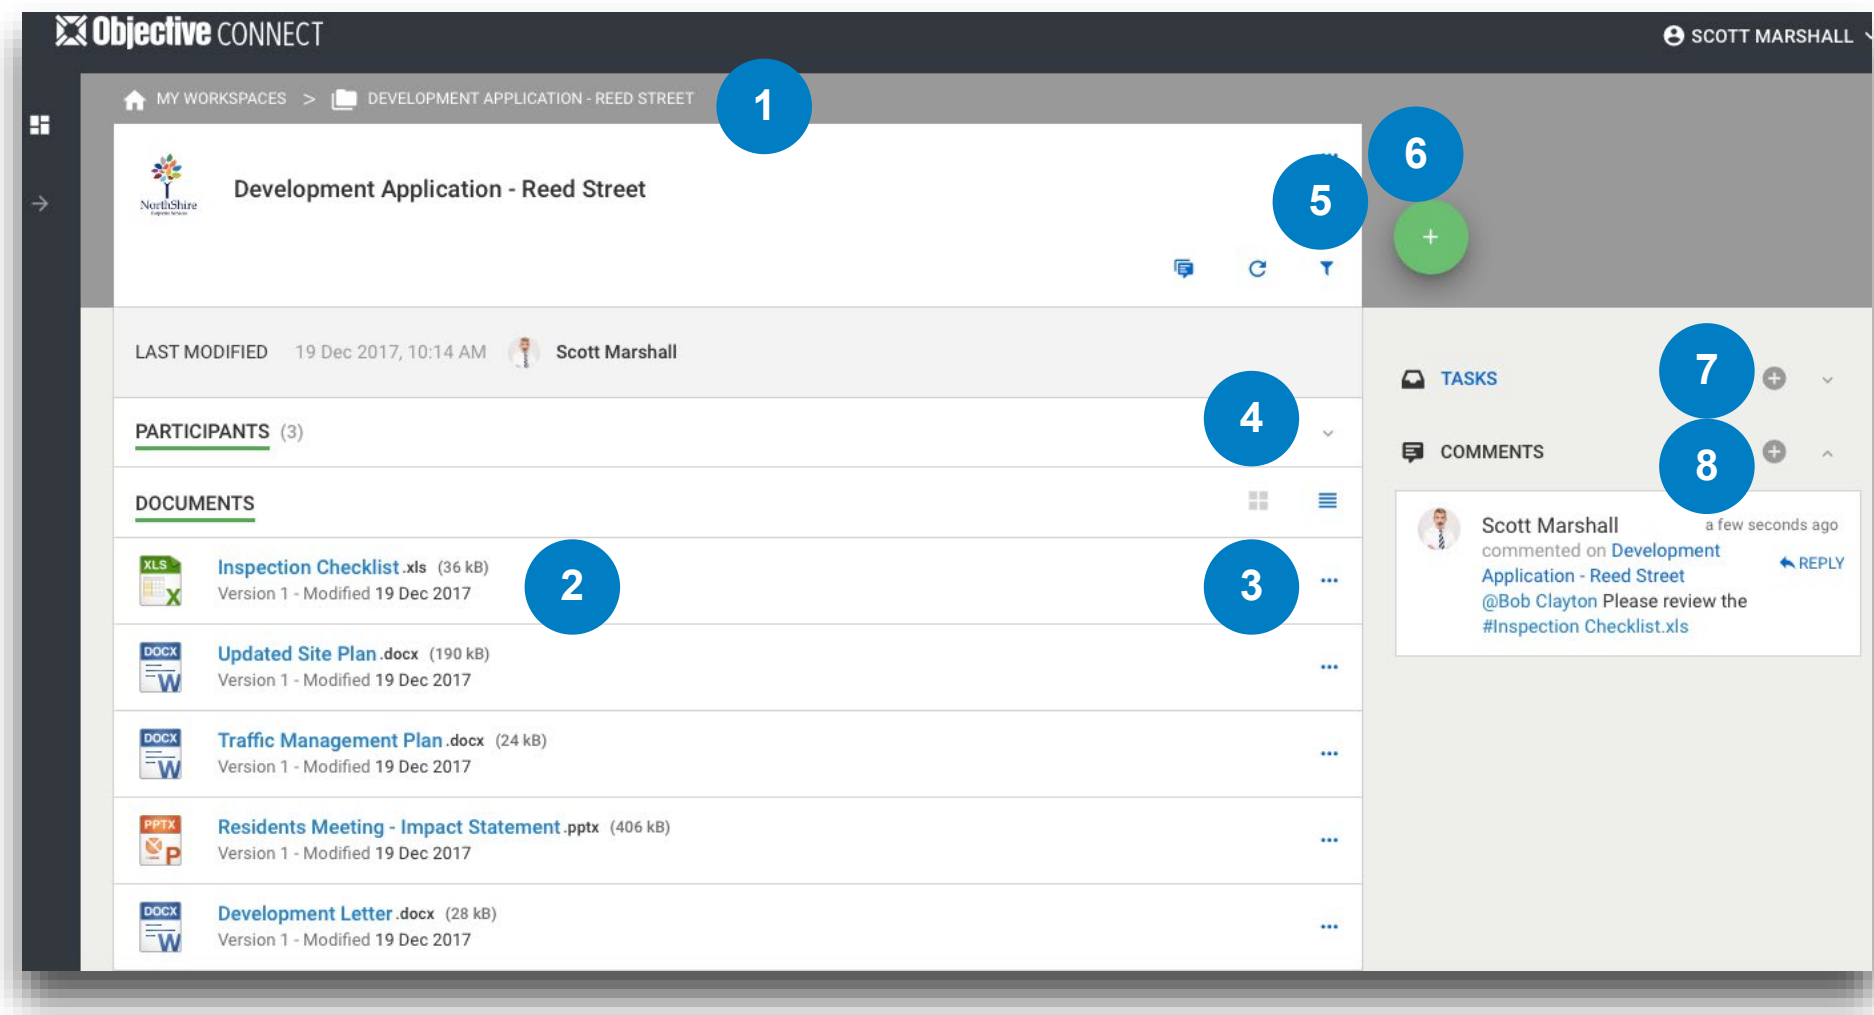 Objective CONNECT
SCOTT MARSHALL
MY WORKSPACES > DEVELOPMENT APPLICATION - REED STREET
1
6
NorthShire
Development Application - Reed Street
5
+
LAST MODIFIED 19 Dec 2017, 10:14 AM Scott Marshall
TASKS
7
PARTICIPANTS (3)
4
COMMENTS
8
DOCUMENTS
XLS
X
Inspection Checklist.xls (36 kB)
Version 1 - Modified 19 Dec 2017
2
3
...
DOCX
W
Updated Site Plan.docx (190 kB)
Version 1 - Modified 19 Dec 2017
...
DOCX
W
Traffic Management Plan.docx (24 kB)
Version 1 - Modified 19 Dec 2017
...
PPTX
P
Residents Meeting - Impact Statement.pptx (406 kB)
Version 1 - Modified 19 Dec 2017
...
DOCX
W
Development Letter.docx (28 kB)
Version 1 - Modified 19 Dec 2017
...
Scott Marshall a few seconds ago
commented on Development
Application - Reed Street
REPLY
@Bob Clayton Please review the
#Inspection Checklist.xls